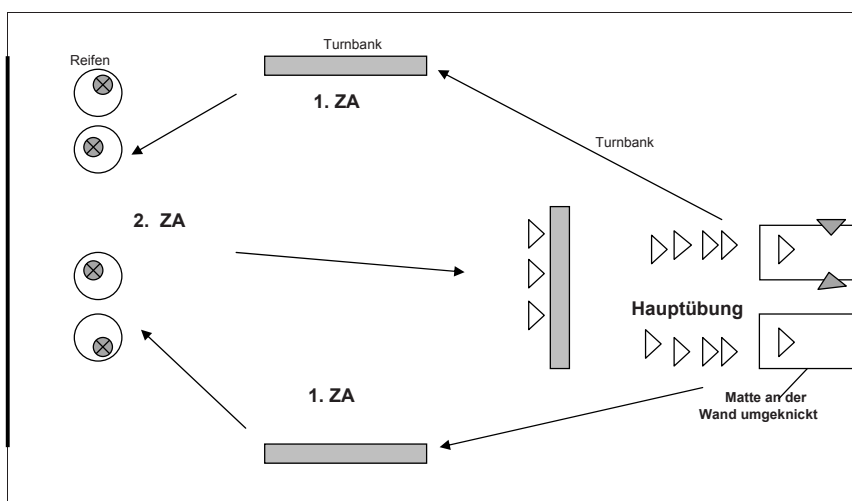 Turnbank
Reifen
1. ZA
Turnbank
2. ZA
Hauptübung
1. ZA
Matte an der
Wand umgeknickt